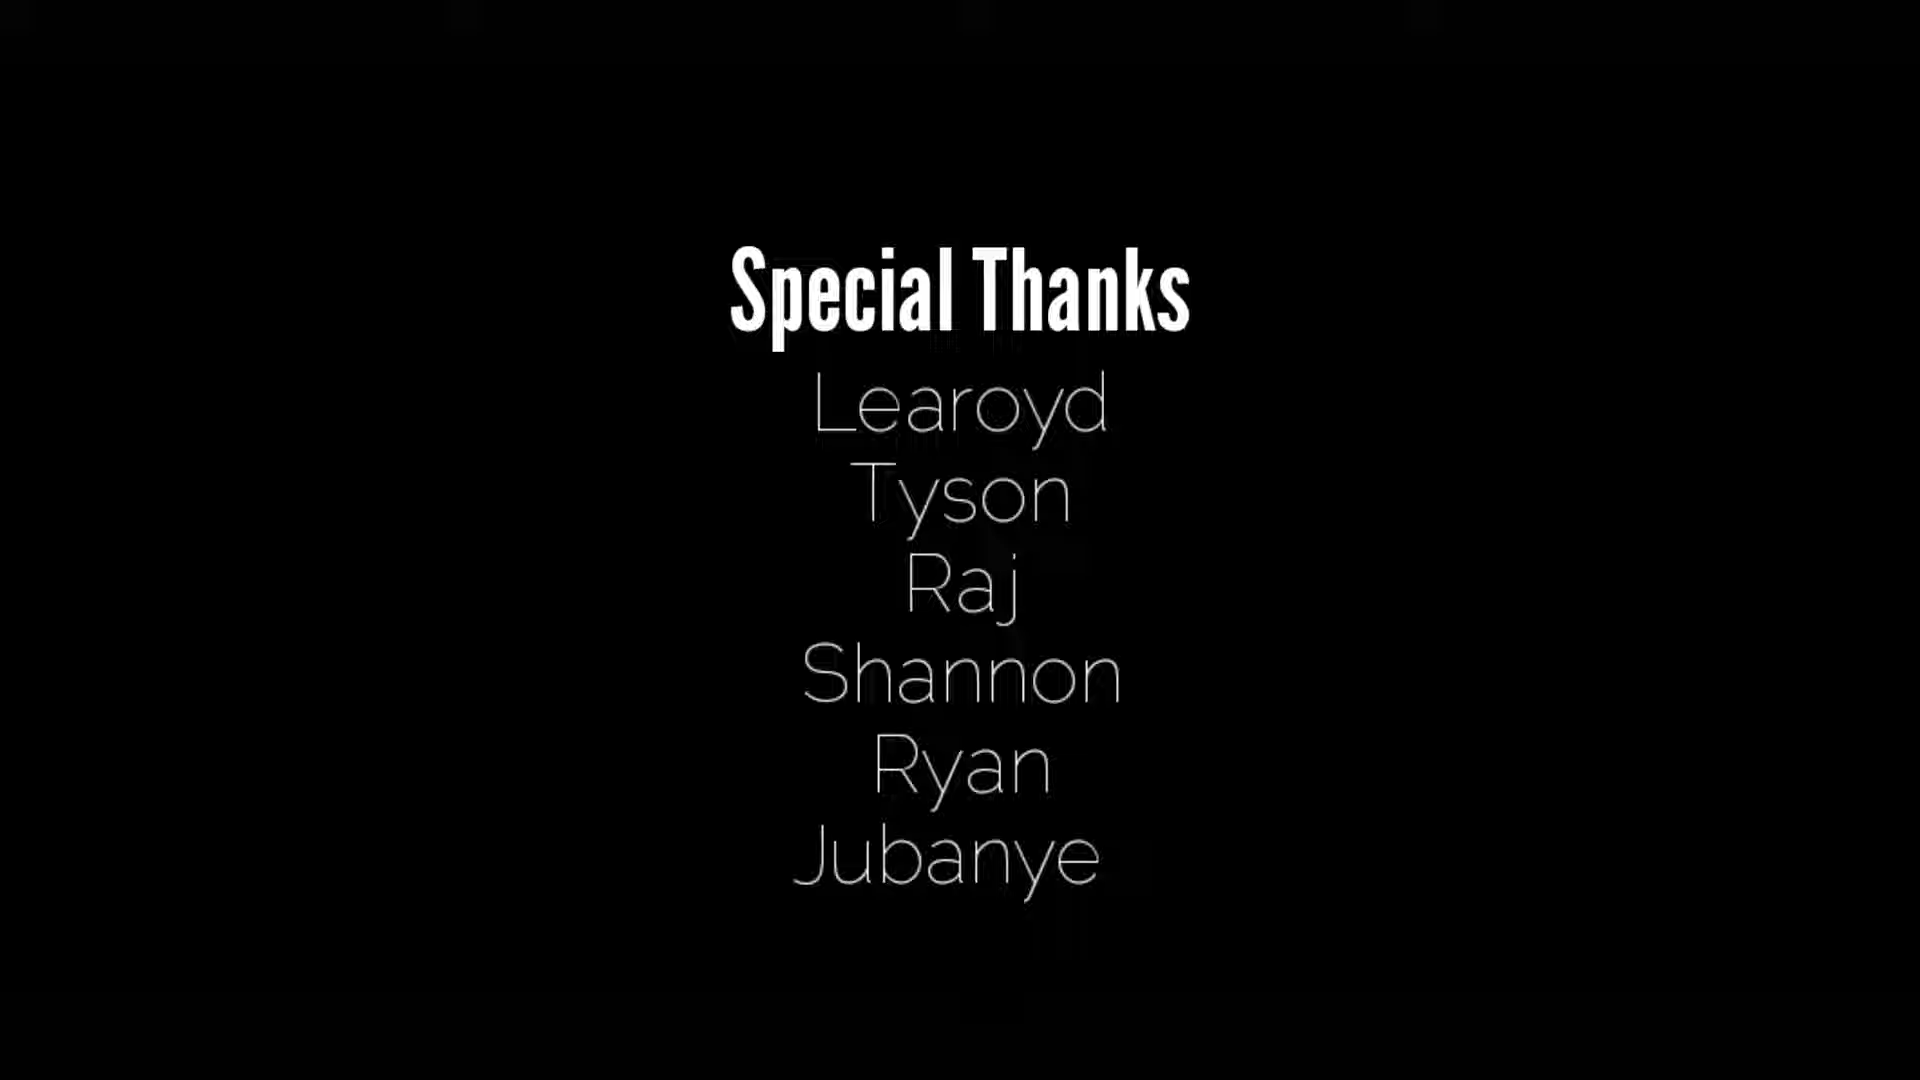 Special Thanks
Learoyd
Tyson
Raj
Shannon
Ryan
Jubanye